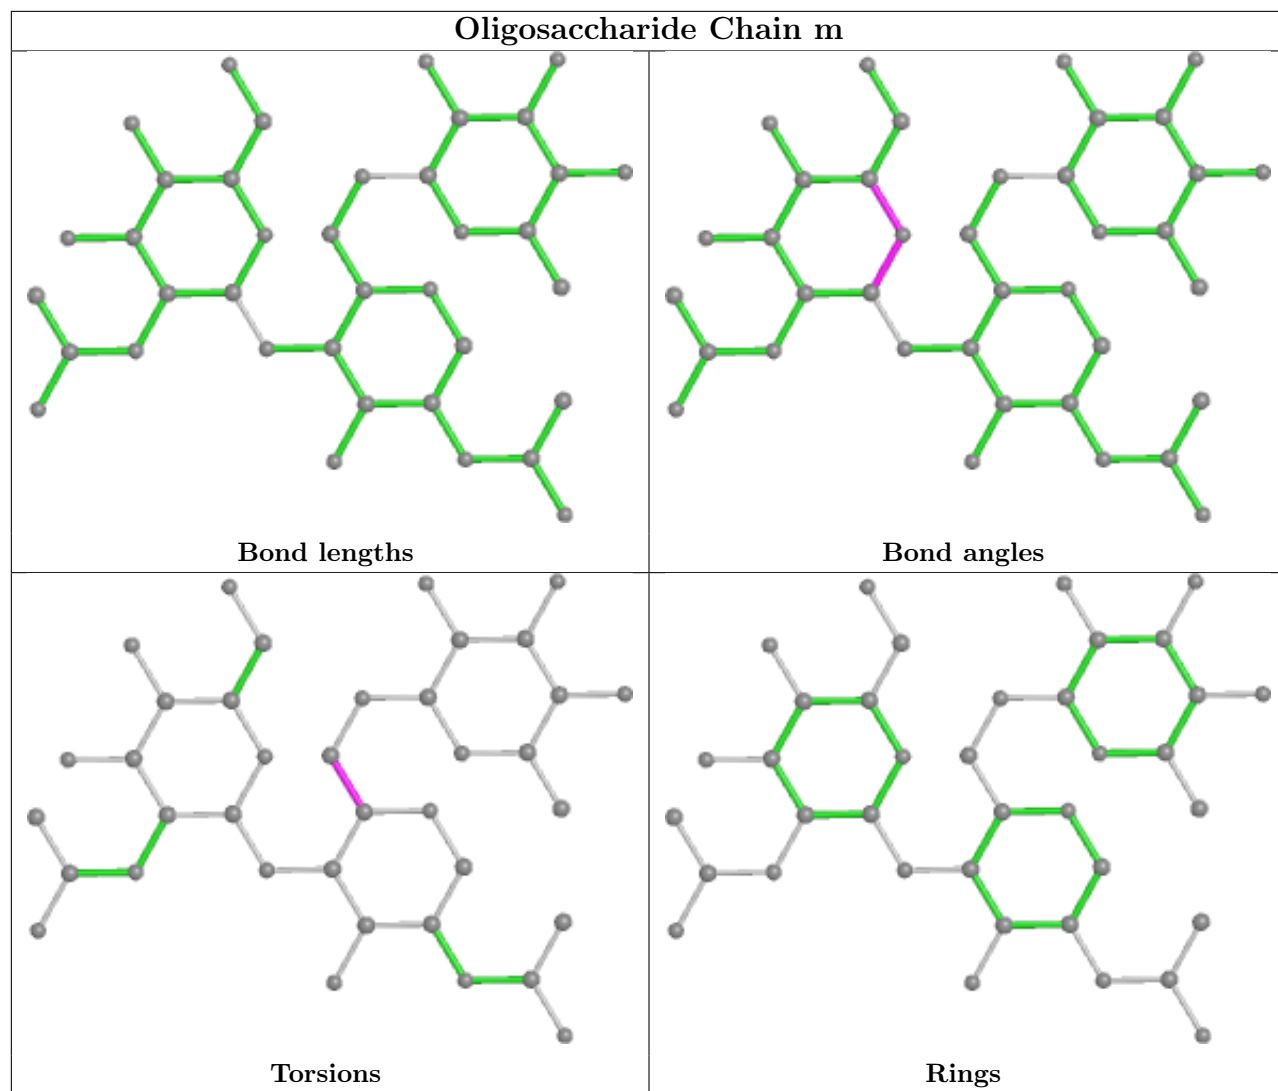 Oligosaccharide Chain m
Bond lengths
Bond angles
Torsions
Rings